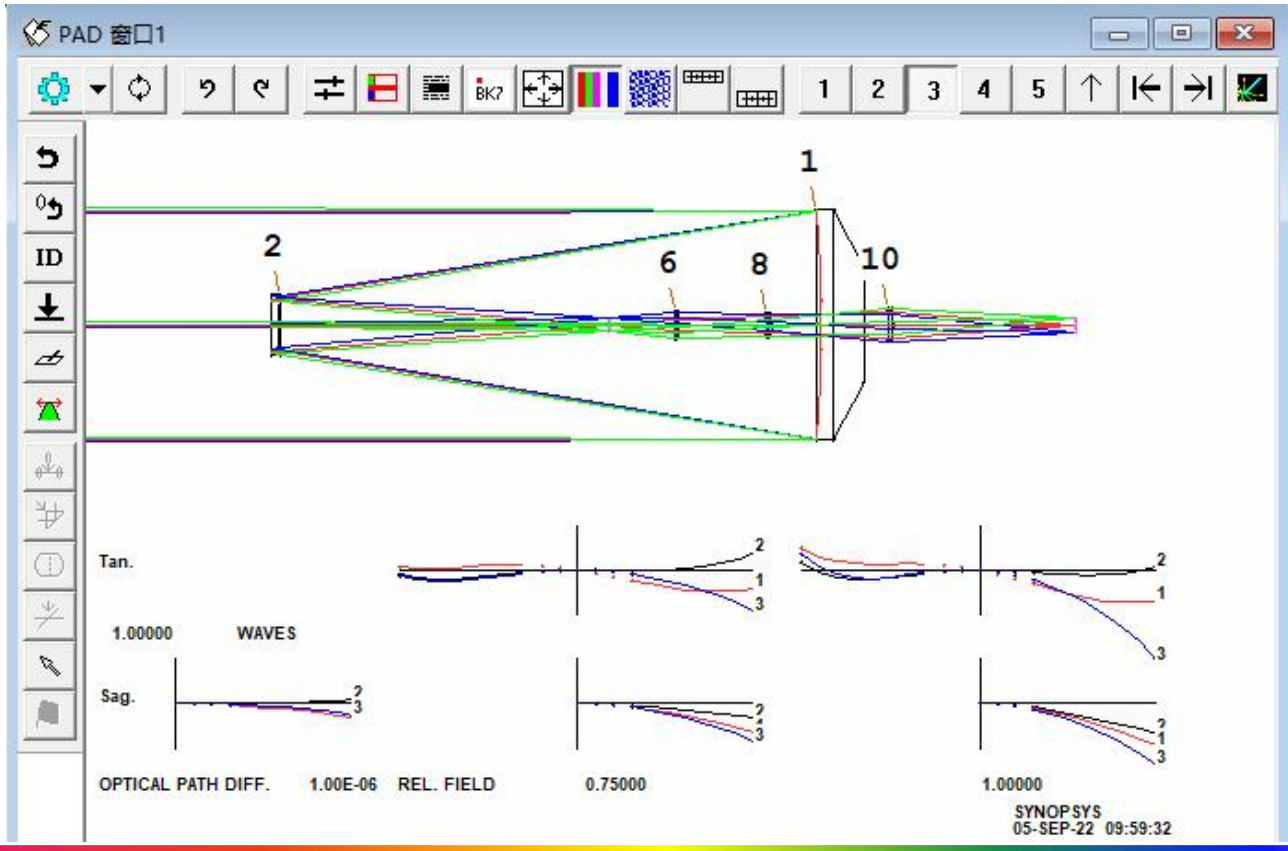 PAD 窗口1
BK7 1 2 3 4 5
0
ID
1
2
6 8 10
Tan.
2
1
3
2
1
3
1.00000 WAVES
Sag.
2
3
2
3
2
1
3
OPTICAL PATH DIFF. 1.00E-06 REL. FIELD 0.75000 1.00000
SYNOPSYS
05-SEP-22 09:59:32